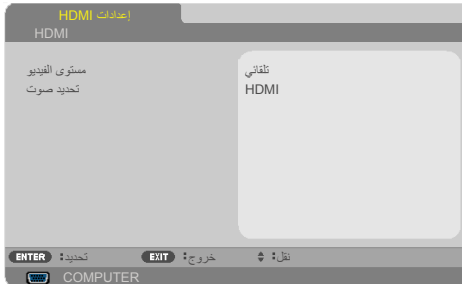 إعدادات HDMI
HDMI
مستوى الفيديو تلقائي
تحديد صوت HDMI
ENTER تحديد: EXIT خروج: نقل:
COMPUTER